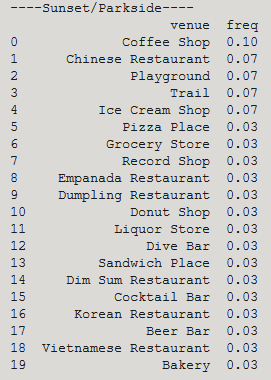 ----Sunset/Parkside----
venue freq
0 Coffee Shop 0.10
1 Chinese Restaurant 0.07
2 Playground 0.07
3 Trail 0.07
4 Ice Cream Shop 0.07
5 Pizza Place 0.03
6 Grocery Store 0.03
7 Record Shop 0.03
8 Empanada Restaurant 0.03
9 Dumpling Restaurant 0.03
10 Donut Shop 0.03
11 Liquor Store 0.03
12 Dive Bar 0.03
13 Sandwich Place 0.03
14 Dim Sum Restaurant 0.03
15 Cocktail Bar 0.03
16 Korean Restaurant 0.03
17 Beer Bar 0.03
18 Vietnamese Restaurant 0.03
19 Bakery 0.03